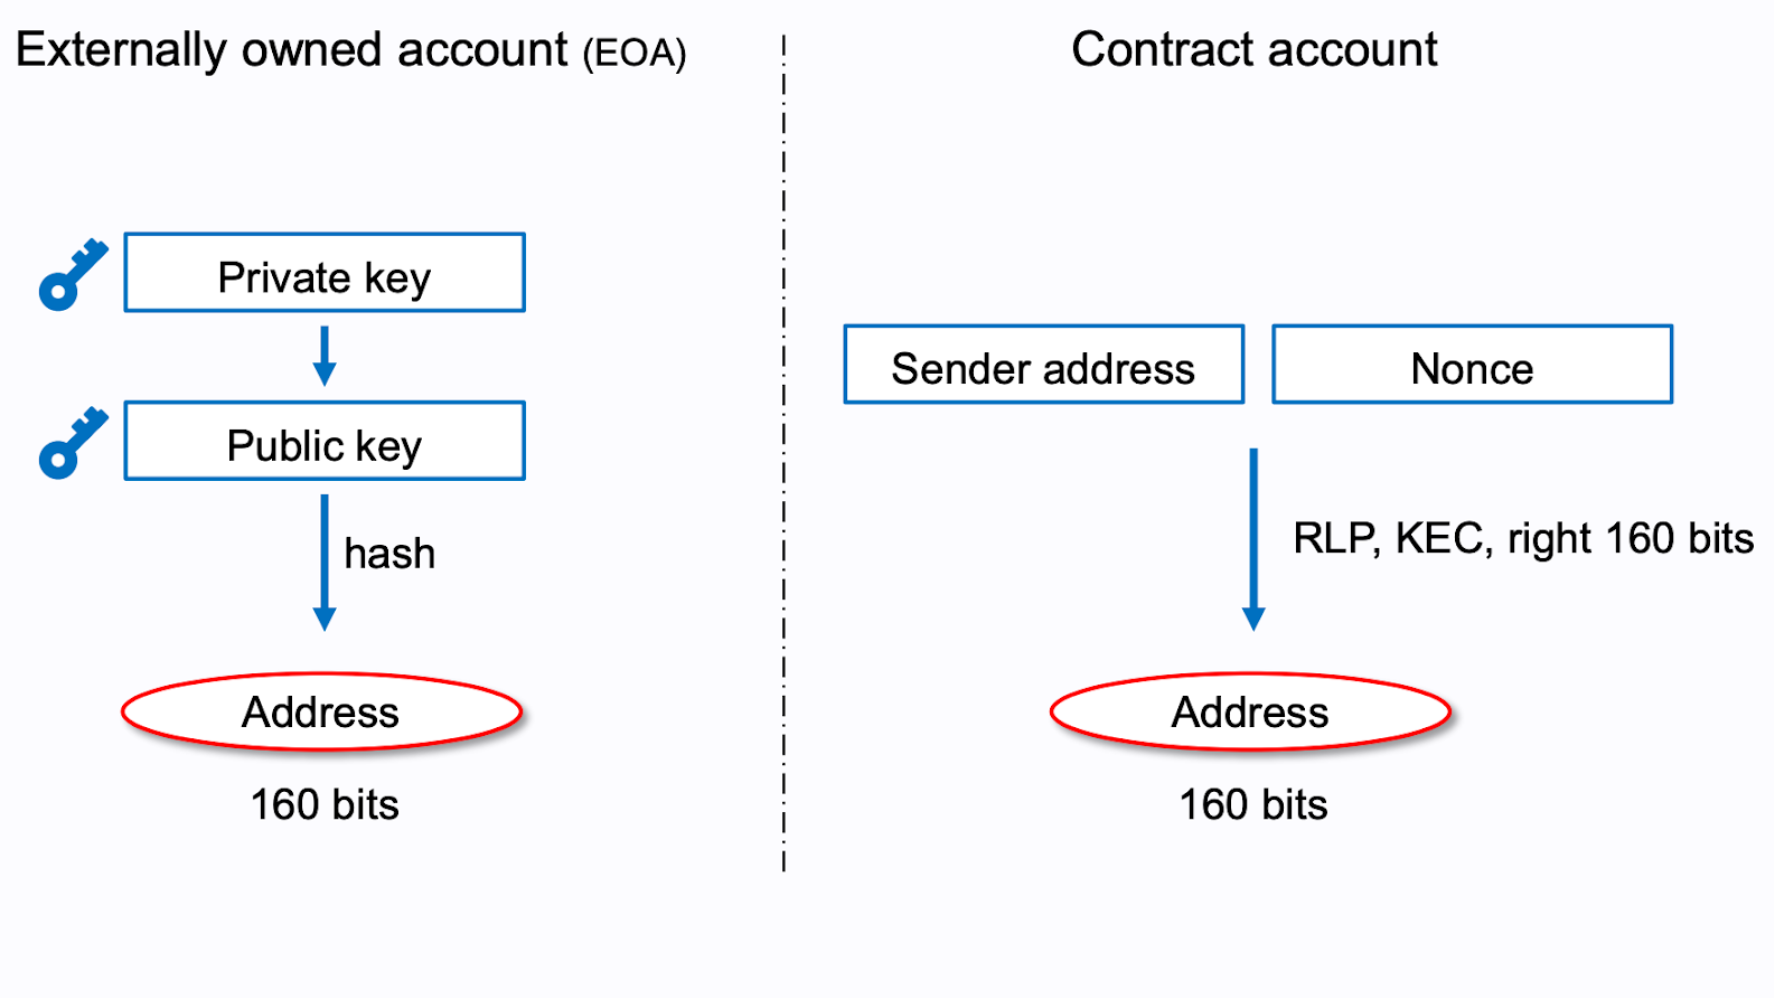 Externally owned account (EOA)
Private key
Public key
hash
Address
160 bits
Contract account
Sender address
Nonce
RLP, KEC, right 160 bits
Address
160 bits